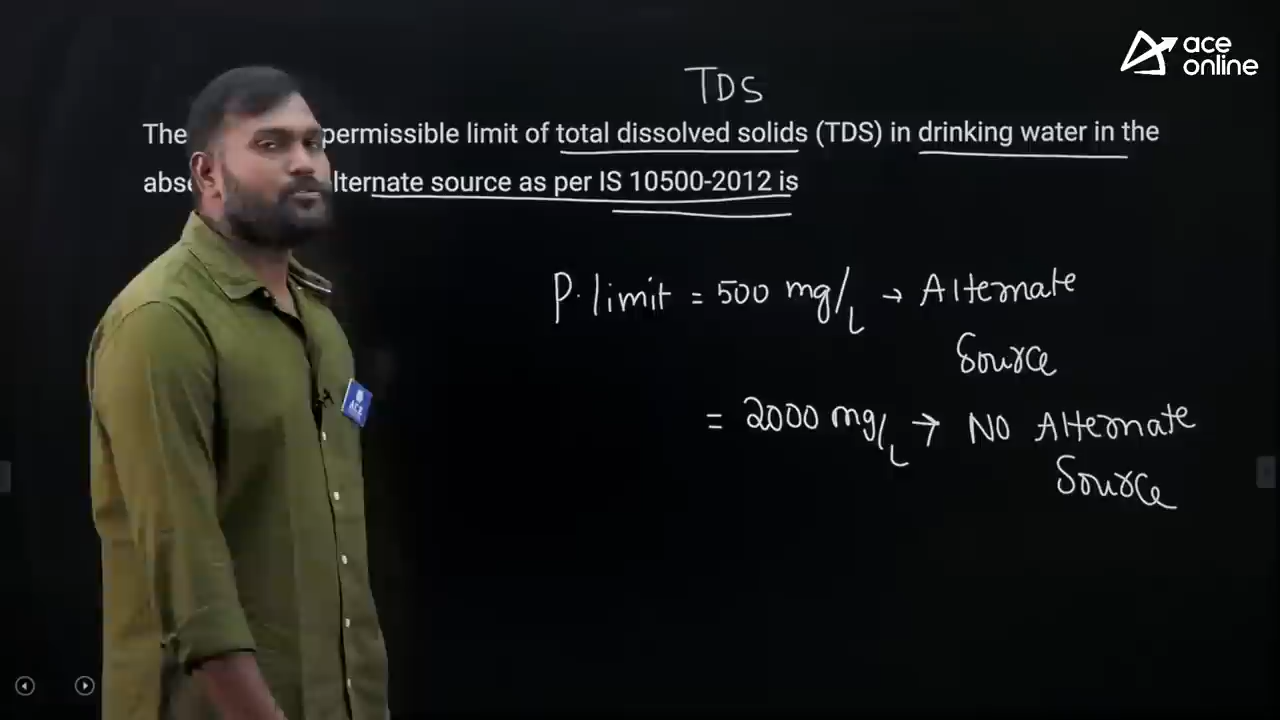 ace
online
TDS
The permissible limit of total dissolved solids (TDS) in drinking water in the
abse lternate source as per IS 10500-2012 is
P. limit = 500 mg/L → Alternate
Source
= 2000 mg/L → NO Alternate
Source
ACE